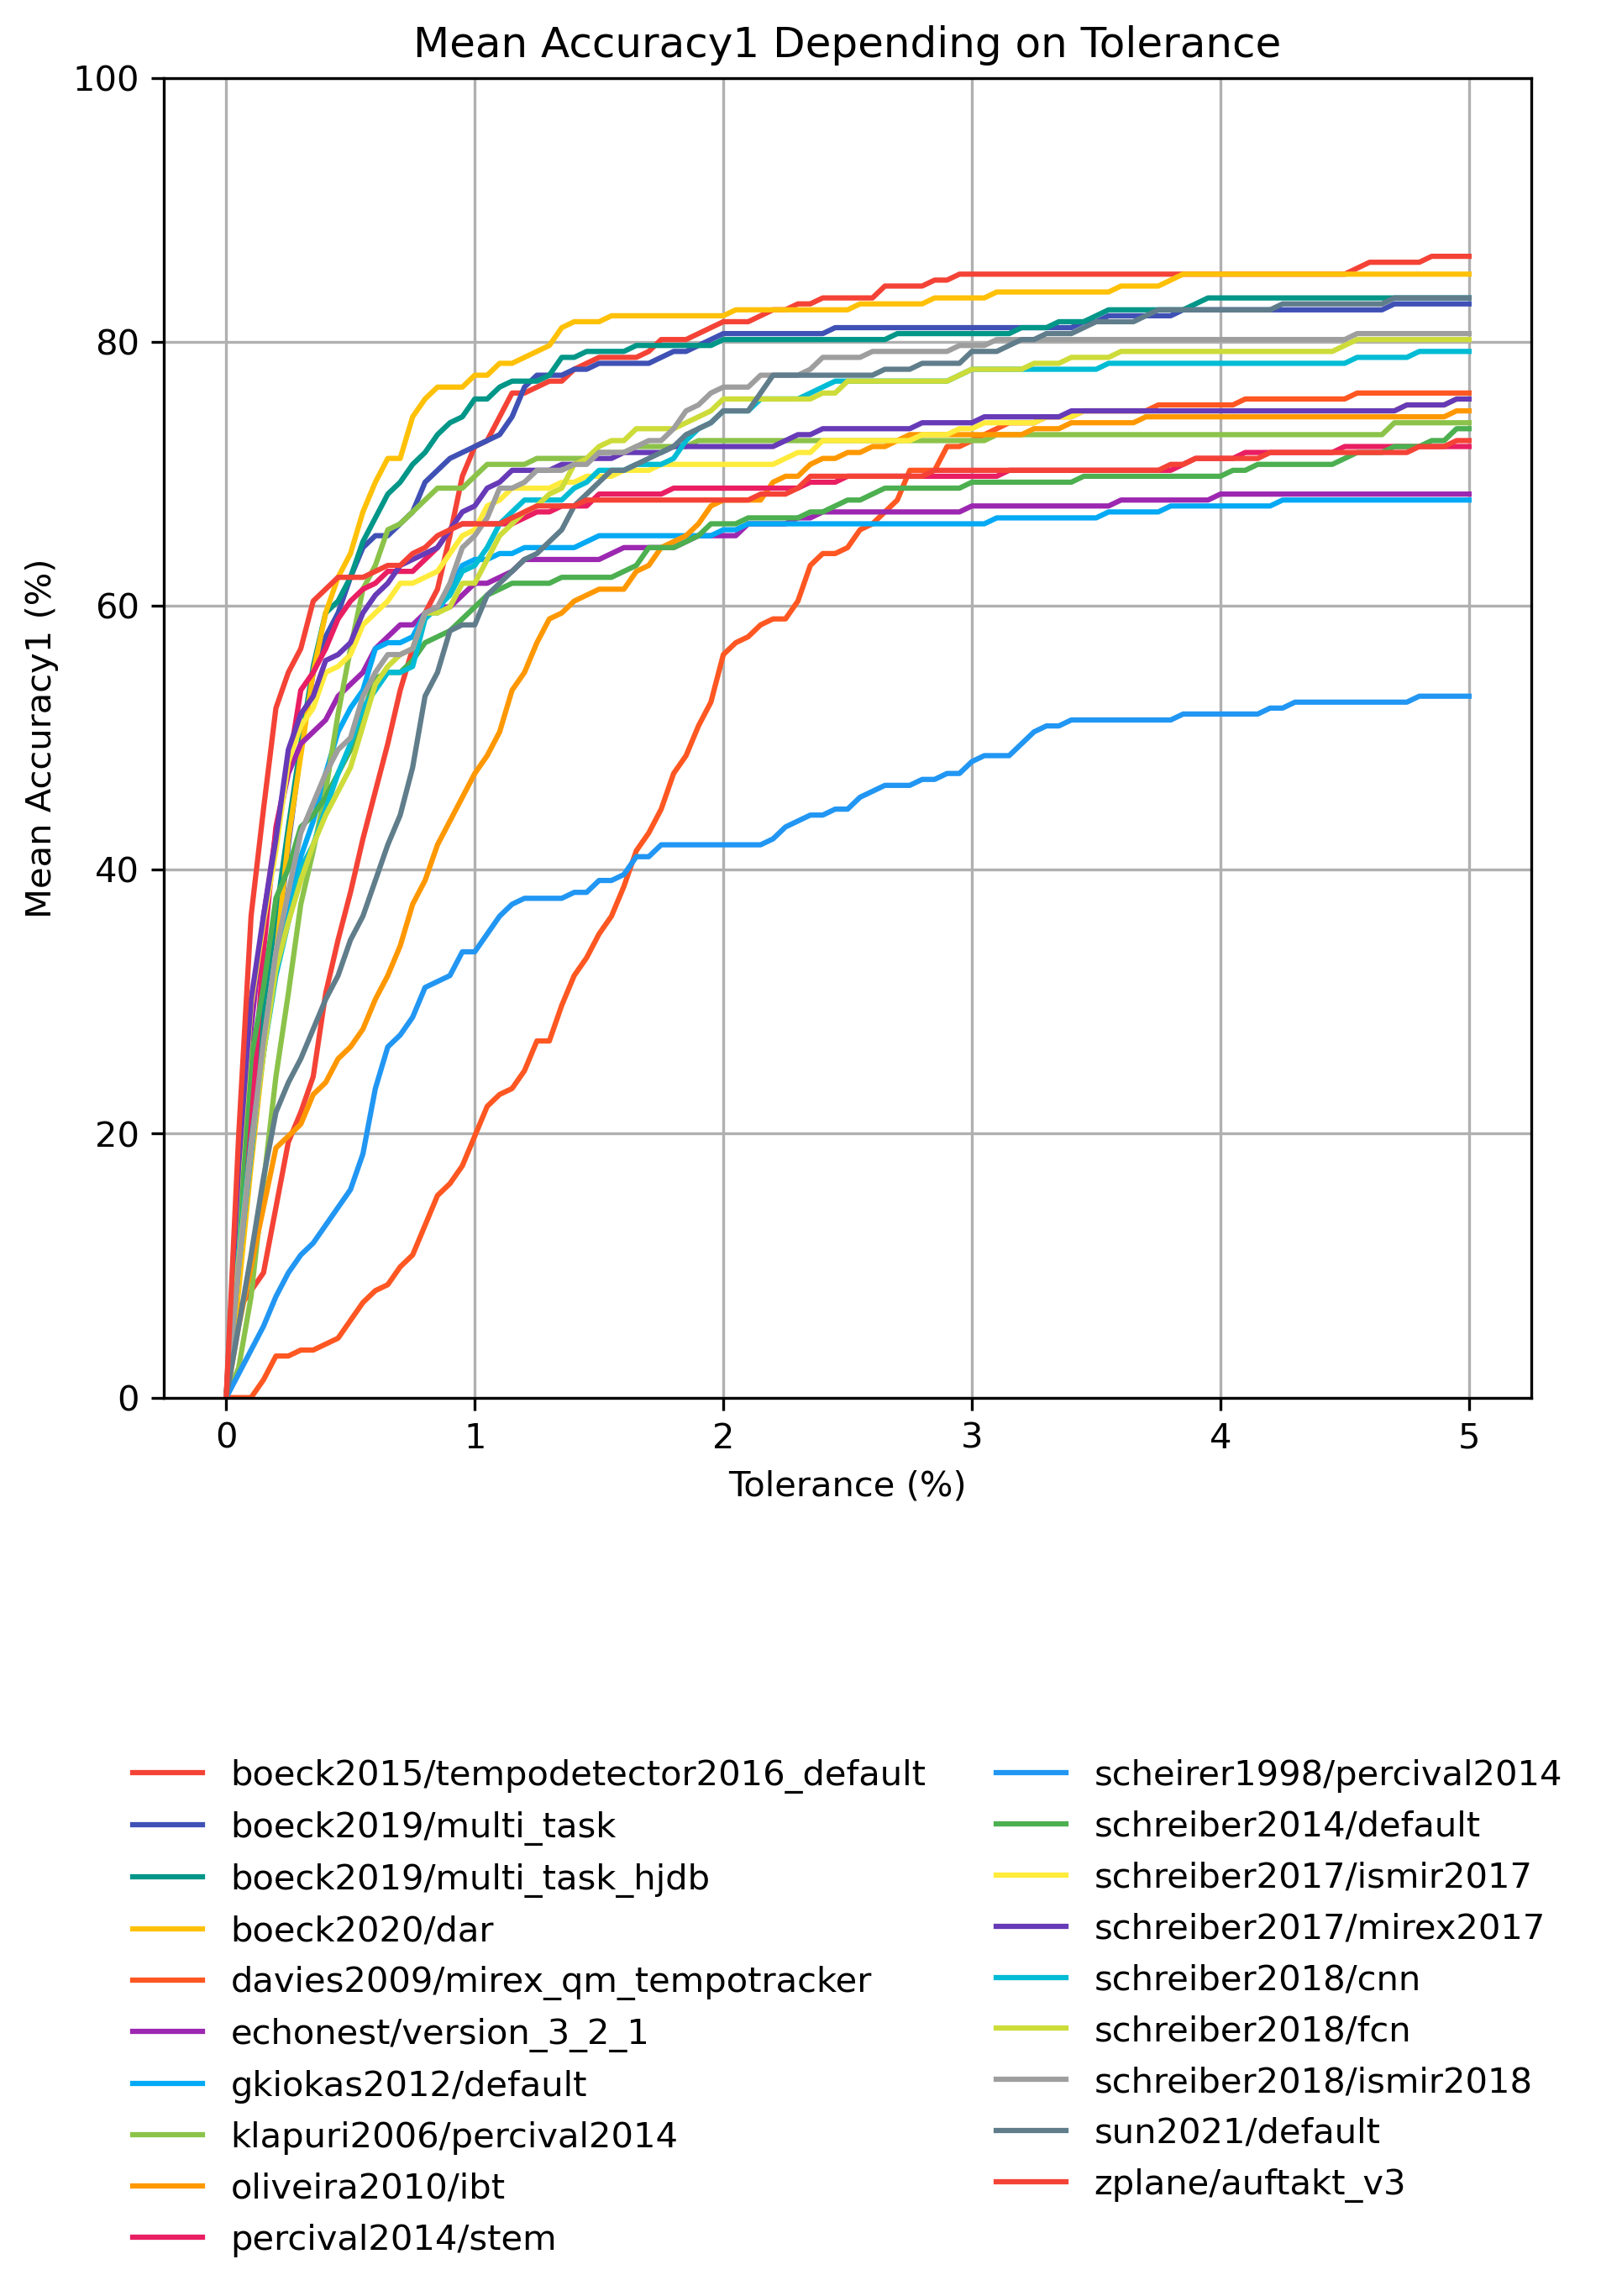 Mean Accuracy1 Depending on Tolerance
100
80
60
40
20
0
Mean Accuracy1 (%)
0 1 2 3 4 5
Tolerance (%)
boeck2015/tempodetector2016_default
boeck2019/multi_task
boeck2019/multi_task_hjdb
boeck2020/dar
davies2009/mirex_qm_tempotracker
echonest/version_3_2_1
gkiokas2012/default
klapuri2006/percival2014
oliveira2010/ibt
percival2014/stem
scheirer1998/percival2014
schreiber2014/default
schreiber2017/ismir2017
schreiber2017/mirex2017
schreiber2018/cnn
schreiber2018/fcn
schreiber2018/ismir2018
sun2021/default
zplane/auftakt_v3